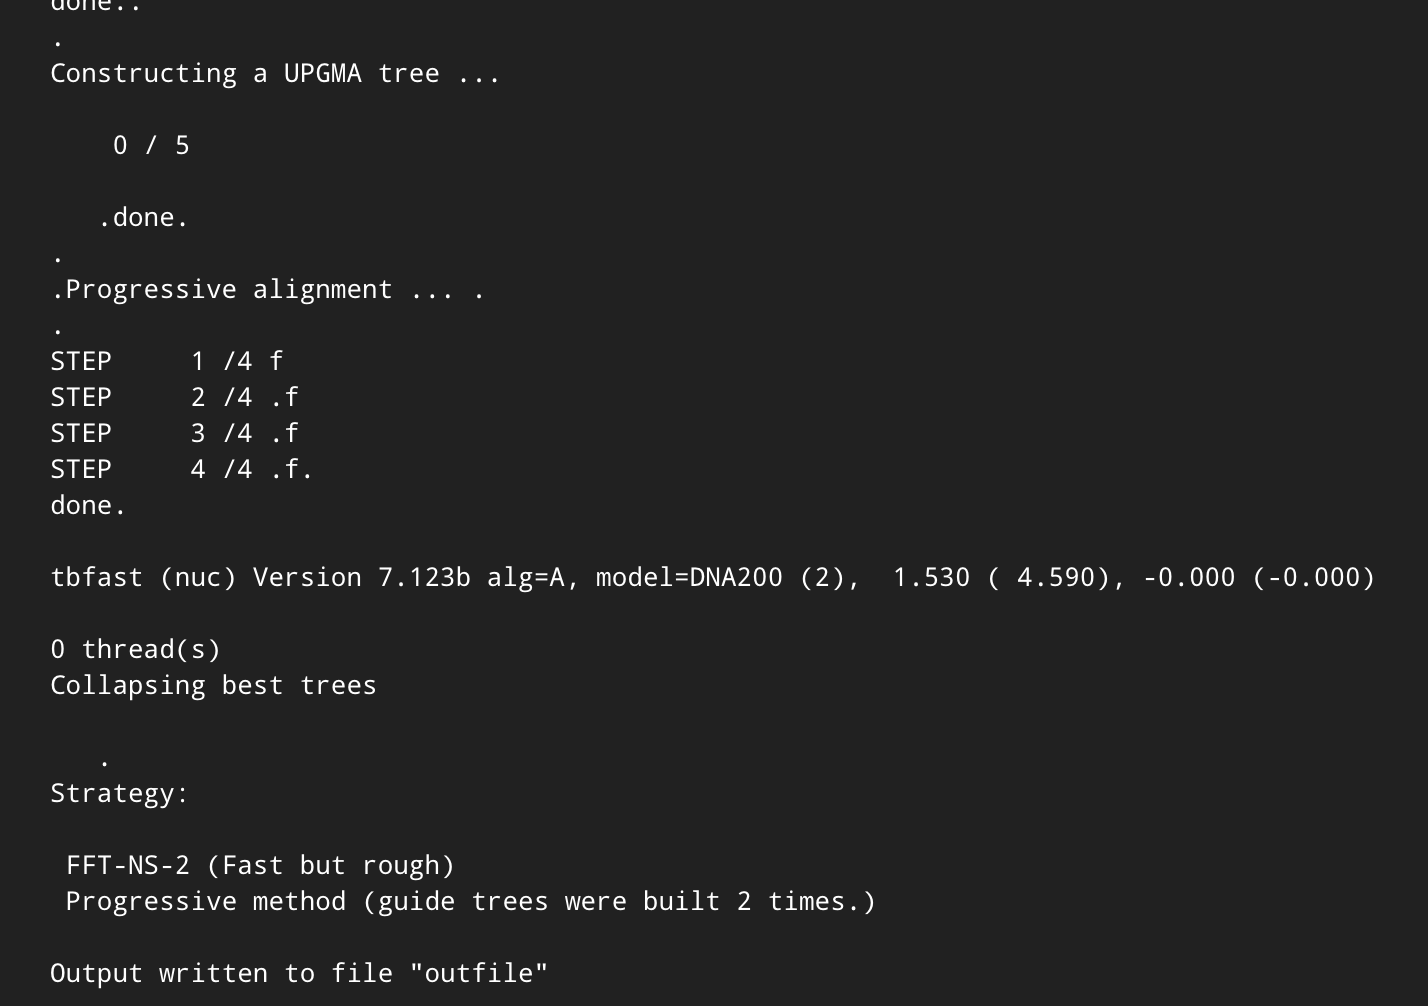 done..
.
Constructing a UPGMA tree ...
0 / 5
.done.
.
.Progressive alignment ... .
.
STEP     1 /4 f
STEP     2 /4 .f
STEP     3 /4 .f
STEP     4 /4 .f.
done.
tbfast (nuc) Version 7.123b alg=A, model=DNA200 (2),  1.530 ( 4.590), -0.000 (-0.000)
0 thread(s)
Collapsing best trees
.
Strategy:
FFT-NS-2 (Fast but rough)
Progressive method (guide trees were built 2 times.)
Output written to file "outfile"